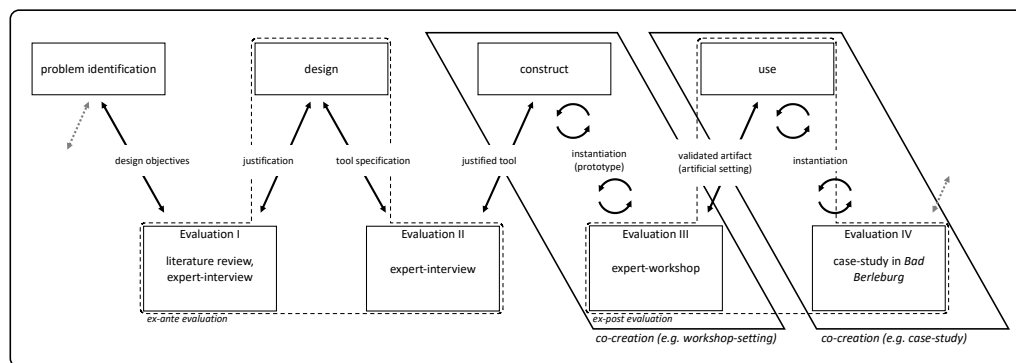 problem identification
design
construct
use
design objectives
justification
tool specification
justified tool
instantiation
(prototype)
validated artifact
(artificial setting)
instantiation
Evaluation I
literature review,
expert-interview
Evaluation II
expert-interview
Evaluation III
expert-workshop
Evaluation IV
case-study in Bad
Berleburg
ex-ante evaluation
ex-post evaluation
co-creation (e.g. workshop-setting)
co-creation (e.g. case-study)